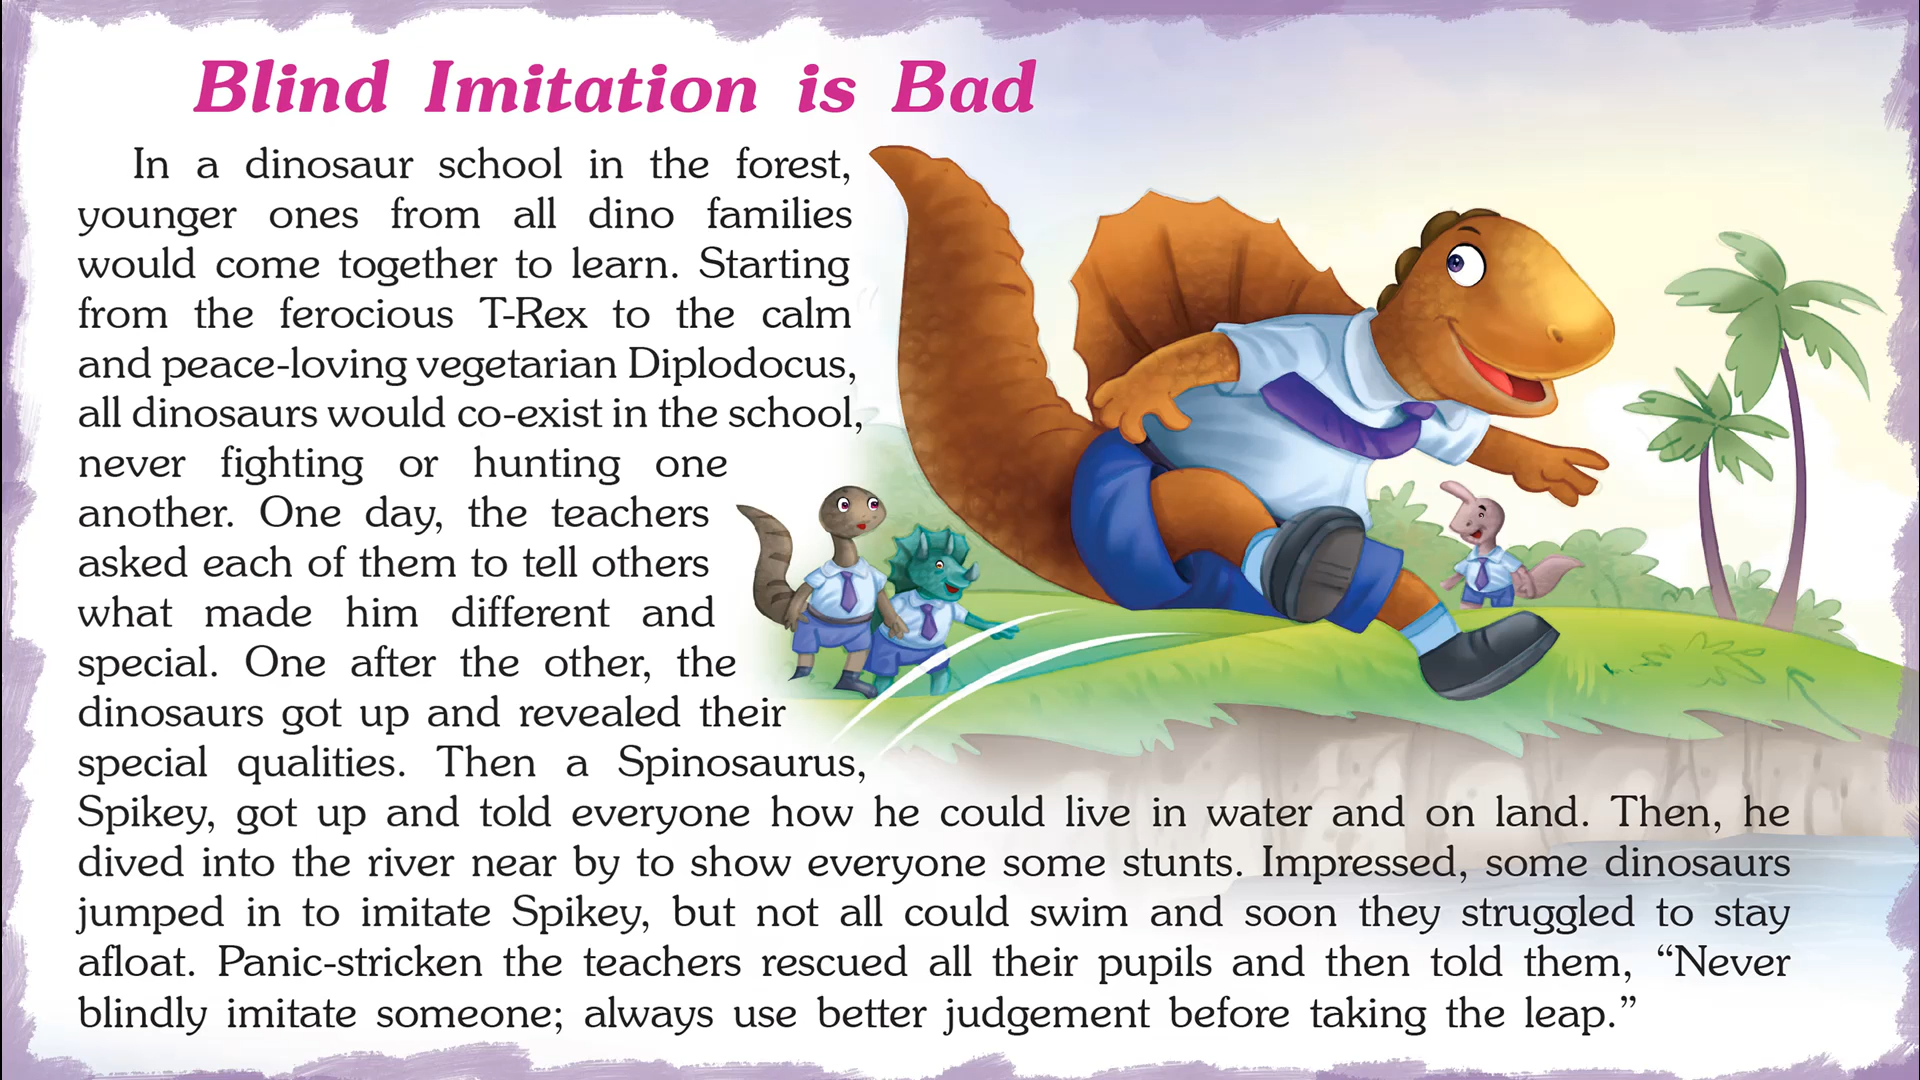 Blind Imitation is Bad
In a dinosaur school in the forest,
younger ones from all dino families
would come together to learn. Starting
from the ferocious T-Rex to the calm
and peace-loving vegetarian Diplodocus,
all dinosaurs would co-exist in the school,
never fighting or hunting one
another. One day, the teachers
asked each of them to tell others
what made him different and
special. One after the other, the
dinosaurs got up and revealed their
special qualities. Then a Spinosaurus,
Spikey, got up and told everyone how he could live in water and on land. Then, he
dived into the river near by to show everyone some stunts. Impressed, some dinosaurs
jumped in to imitate Spikey, but not all could swim and soon they struggled to stay
afloat. Panic-stricken the teachers rescued all their pupils and then told them, “Never
blindly imitate someone; always use better judgement before taking the leap.”